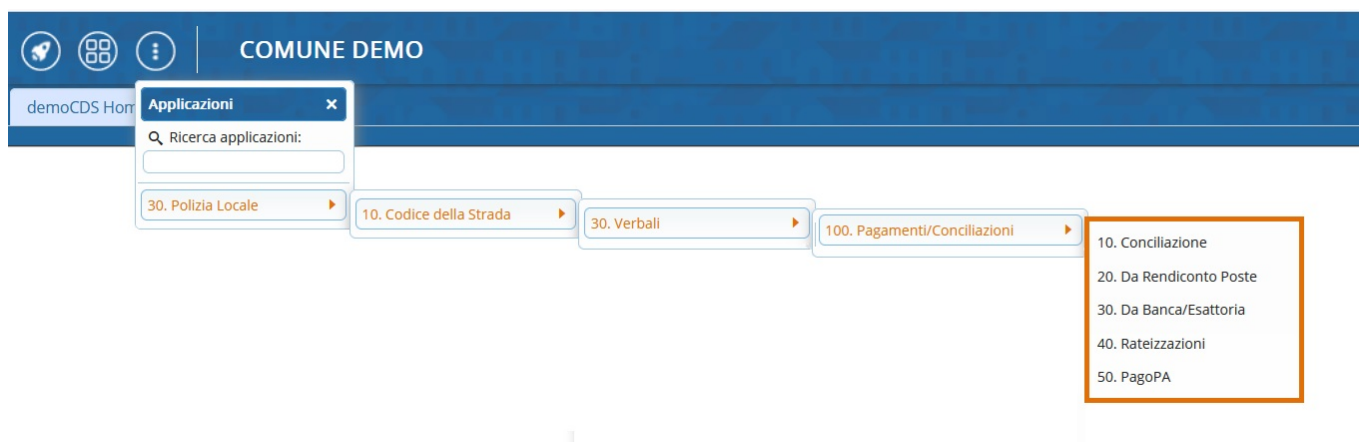 COMUNE DEMO
demoCDS Hom
Applicazioni
Ricerca applicazioni:
30. Polizia Locale
10. Codice della Strada
30. Verbali
100. Pagamenti/Conciliazioni
10. Conciliazione
20. Da Rendiconto Poste
30. Da Banca/Esattoria
40. Rateizzazioni
50. PagoPA